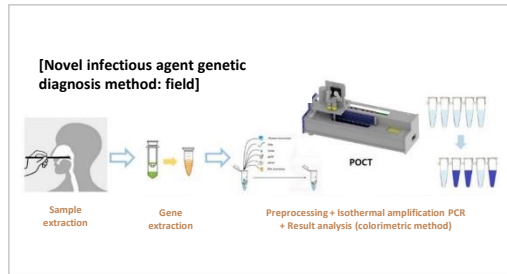 [Novel infectious agent genetic
diagnosis method: field]
POCT
Sample
extraction
Gene
extraction
Preprocessing + Isothermal amplification PCR
+ Result analysis (colorimetric method)